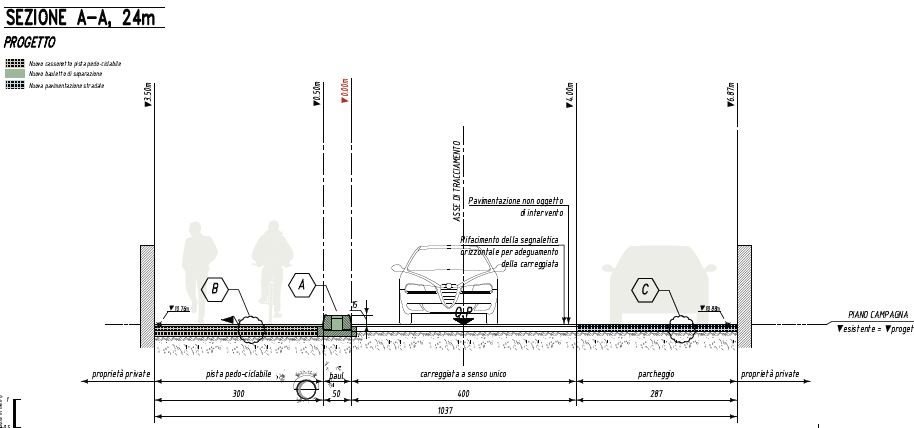 SEZIONE A-A, 24m
PROGETTO
Nuovo cassonetto pista pedo-ciclabile
Nuovo bauletto di separazione
Nuova pavimentazione stradale
▼3.50m
▼0.50m
▼0.00m
▼4.00m
▼6.87m
ASSE DI TRACCIAMENTO
Pavimentazione non oggetto
di intervento
Rifacimento della segnaletica
orizzontale per adeguamento
della carreggiata
B
A
C
15
Q.P.
PIANO CAMPAGNA
▼esistente = ▼proget
proprietà private
pista pedo-ciclabile
baul
carreggiata a senso unico
parcheggio
proprietà private
300
50
400
287
1037